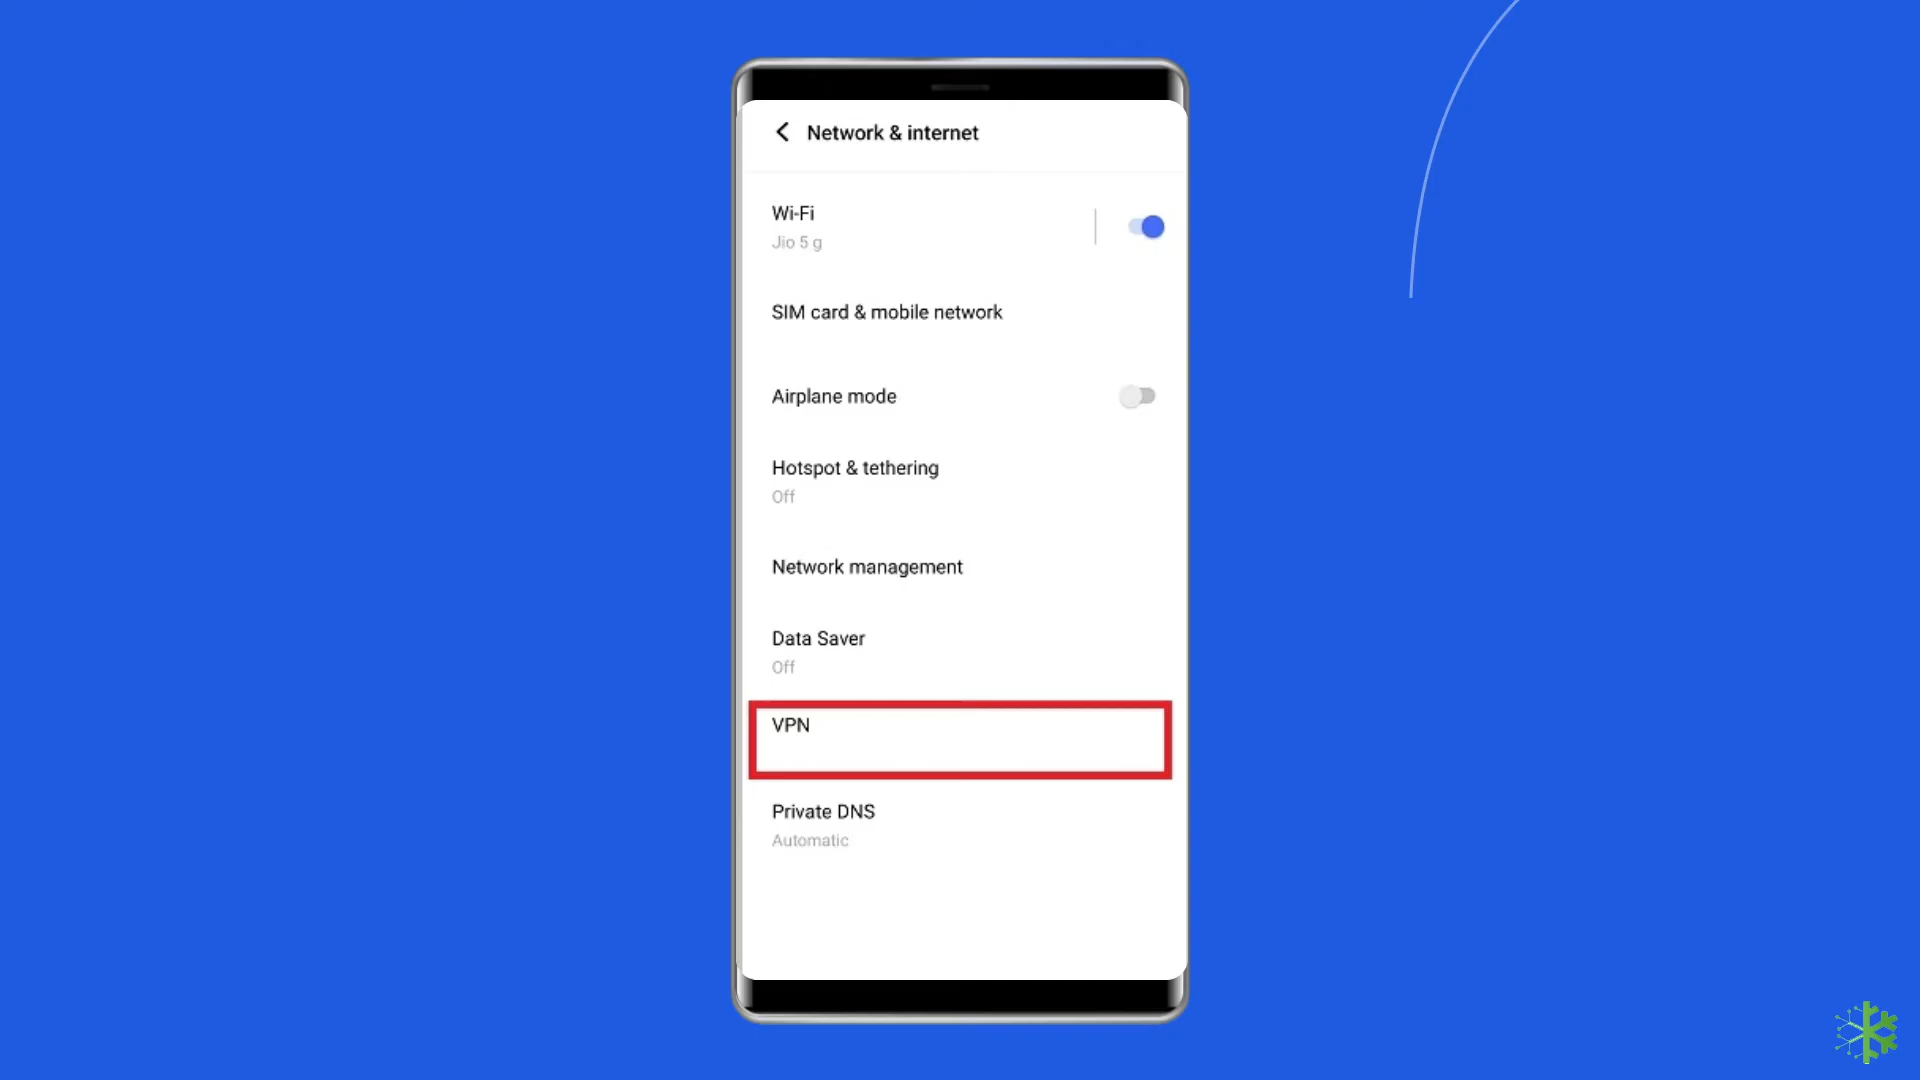 Network & internet
Wi-Fi
Jio 5 g
SIM card & mobile network
Airplane mode
Hotspot & tethering
Off
Network management
Data Saver
Off
VPN
Private DNS
Automatic